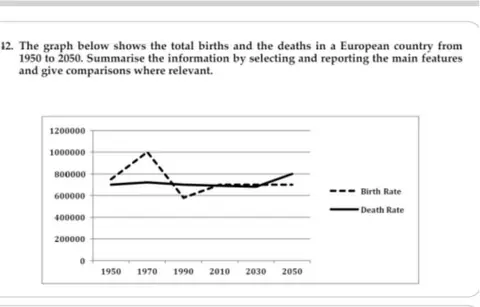 12. The graph below shows the total births and the deaths in a European country from
1950 to 2050. Summarise the information by selecting and reporting the main features
and give comparisons where relevant.
1200000
1000000
800000
600000
400000
200000
0
1950 1970 1990 2010 2030 2050
Birth Rate
Death Rate